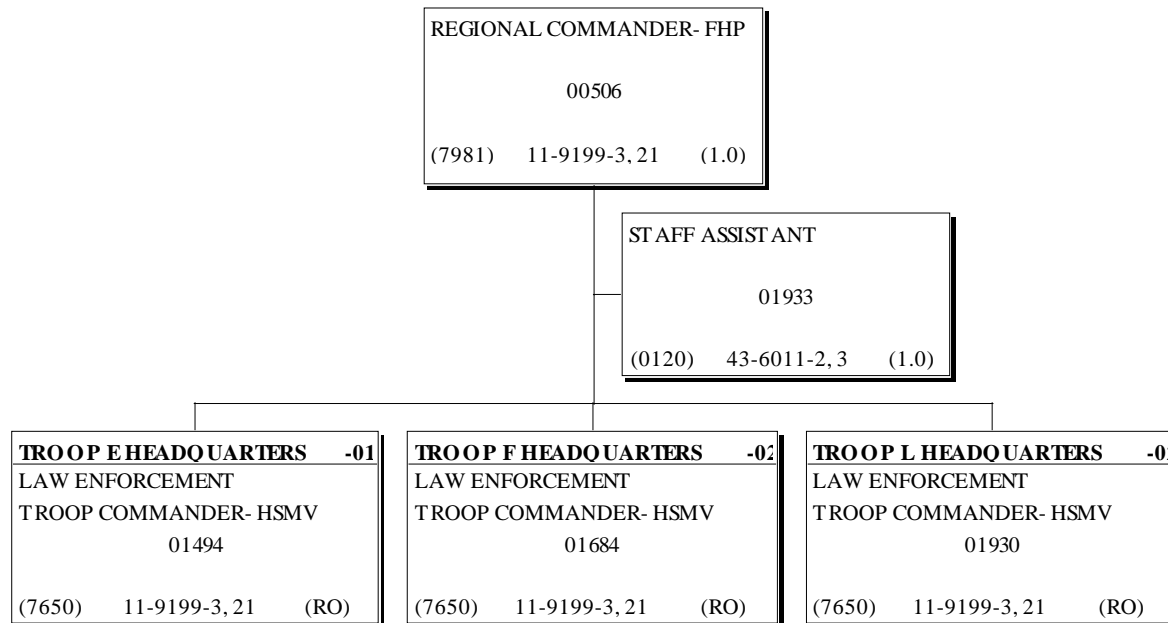 REGIONAL COMMANDER- FHP
00506
(7981) 11-9199-3, 21 (1.0)
STAFF ASSISTANT
01933
(0120) 43-6011-2, 3 (1.0)
TROOP E HEADQUARTERS -01
LAW ENFORCEMENT
TROOP COMMANDER- HSMV
01494
(7650) 11-9199-3, 21 (RO)
TROOP F HEADQUARTERS -02
LAW ENFORCEMENT
TROOP COMMANDER- HSMV
01684
(7650) 11-9199-3, 21 (RO)
TROOP L HEADQUARTERS
LAW ENFORCEMENT
TROOP COMMANDER- HSMV
01930
(7650) 11-9199-3, 21 (RO)